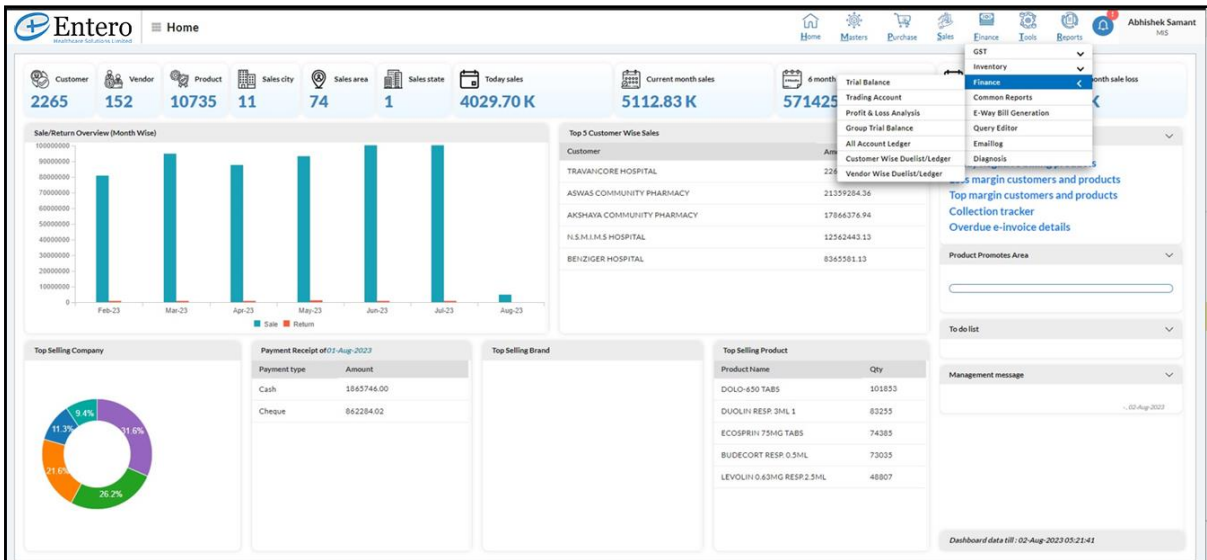 Entero
Healthcare Solutions Limited
Home
Home
Masters
Purchase
Sales
Finance
Tools
Reports
Abhishek Samant
MIS
GST
Inventory
Finance
Common Reports
E-Way Bill Generation
Query Editor
Emaillog
Diagnosis
Trial Balance
Trading Account
Profit & Loss Analysis
Group Trial Balance
All Account Ledger
Customer Wise Duelist/Ledger
Vendor Wise Duelist/Ledger
Customer
2265
Vendor
152
Product
10735
Sales city
11
Sales area
74
Sales state
1
Today sales
4029.70 K
Current month sales
5112.83 K
6 month
571425
onth sale loss
K
Sale/Return Overview (Month Wise)
100000000
90000000
80000000
70000000
60000000
50000000
40000000
30000000
20000000
10000000
0
Feb-23
Mar-23
Apr-23
May-23
Jun-23
Jul-23
Aug-23
Sale
Return
Top 5 Customer Wise Sales
Customer
TRAVANCORE HOSPITAL
ASWAS COMMUNITY PHARMACY 21359284.36
AKSHAYA COMMUNITY PHARMACY 17866376.94
N.S.M.I.M.S HOSPITAL 12562443.13
BENZIGER HOSPITAL 8365581.13
margin customers and products
Top margin customers and products
Collection tracker
Overdue e-invoice details
Product Promotes Area
To do list
Management message
-..02-Aug-2023
Top Selling Company
9.4%
31.6%
11.3%
21.6%
26.2%
Payment Receipt of 01-Aug-2023
Payment type Amount
Cash 1865746.00
Cheque 862284.02
Top Selling Brand
Top Selling Product
Product Name Qty
DOLO-650 TABS 101853
DUOLIN RESP. 3ML 1 83255
ECOSPRIN 75MG TABS 74385
BUDECORT RESP. 0.5ML 73035
LEVOLIN 0.63MG RESP.2.5ML 48807
Dashboard data till : 02-Aug-2023 05:21:41